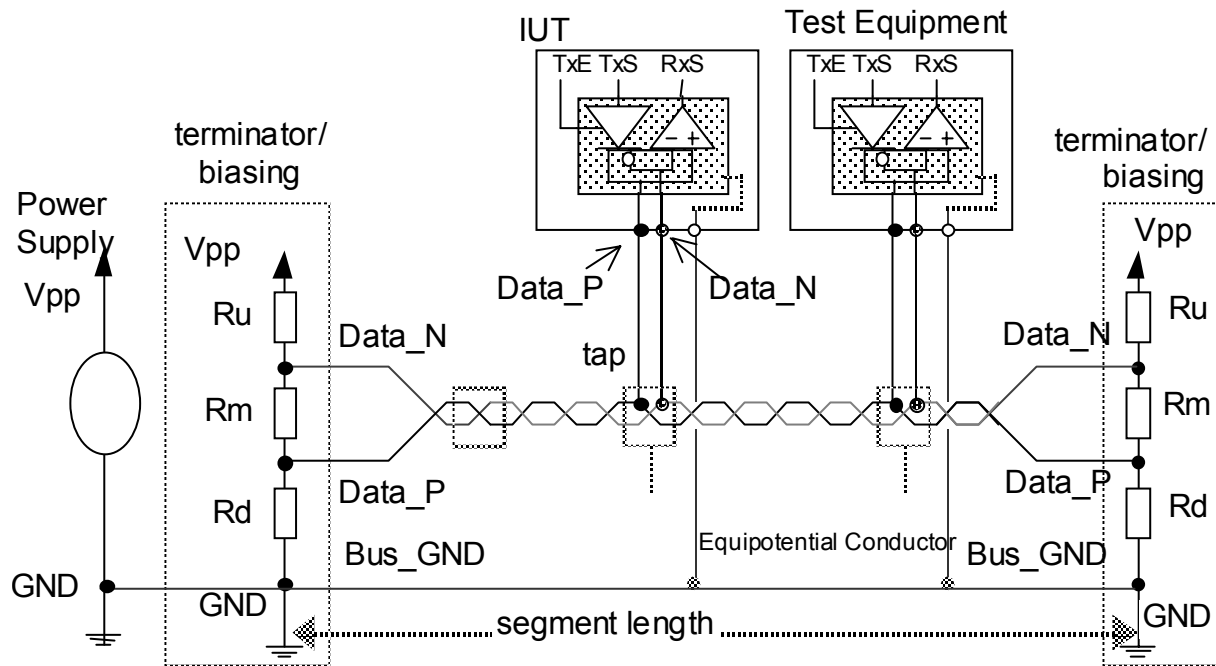 IUT
Test Equipment
TxE TxS RxS
TxE TxS RxS
- +
- +
terminator/
biasing
terminator/
biasing
Power
Supply
Vpp
Vpp
Vpp
Ru
Ru
Data_P
Data_N
Data_N
Data_N
tap
Rm
Rm
Data_P
Data_P
Rd
Rd
Bus_GND
Equipotential Conductor
Bus_GND
GND
GND
GND
segment length